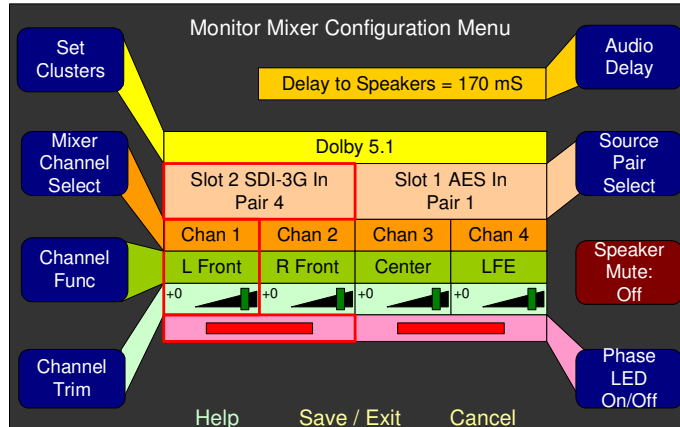 Monitor Mixer Configuration Menu
Set
Clusters
Audio
Delay
Delay to Speakers = 170 mS
Dolby 5.1
Mixer
Channel
Select
Slot 2 SDI-3G In
Pair 4
Slot 1 AES In
Pair 1
Source
Pair
Select
Chan 1
Chan 2
Chan 3
Chan 4
Channel
Func
L Front
R Front
Center
LFE
Speaker
Mute:
Off
+0
+0
+0
+0
Channel
Trim
Phase
LED
On/Off
Help
Save / Exit
Cancel